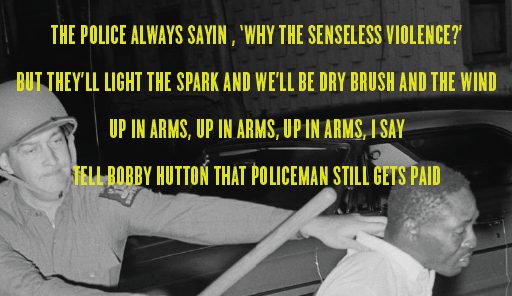 THE POLICE ALWAYS SAYIN , 'WHY THE SENSELESS VIOLENCE?'
BUT THEY'LL LIGHT THE SPARK AND WE'LL BE DRY BRUSH AND THE WIND
UP IN ARMS, UP IN ARMS, UP IN ARMS, I SAY
TELL BOBBY HUTTON THAT POLICEMAN STILL GETS PAID